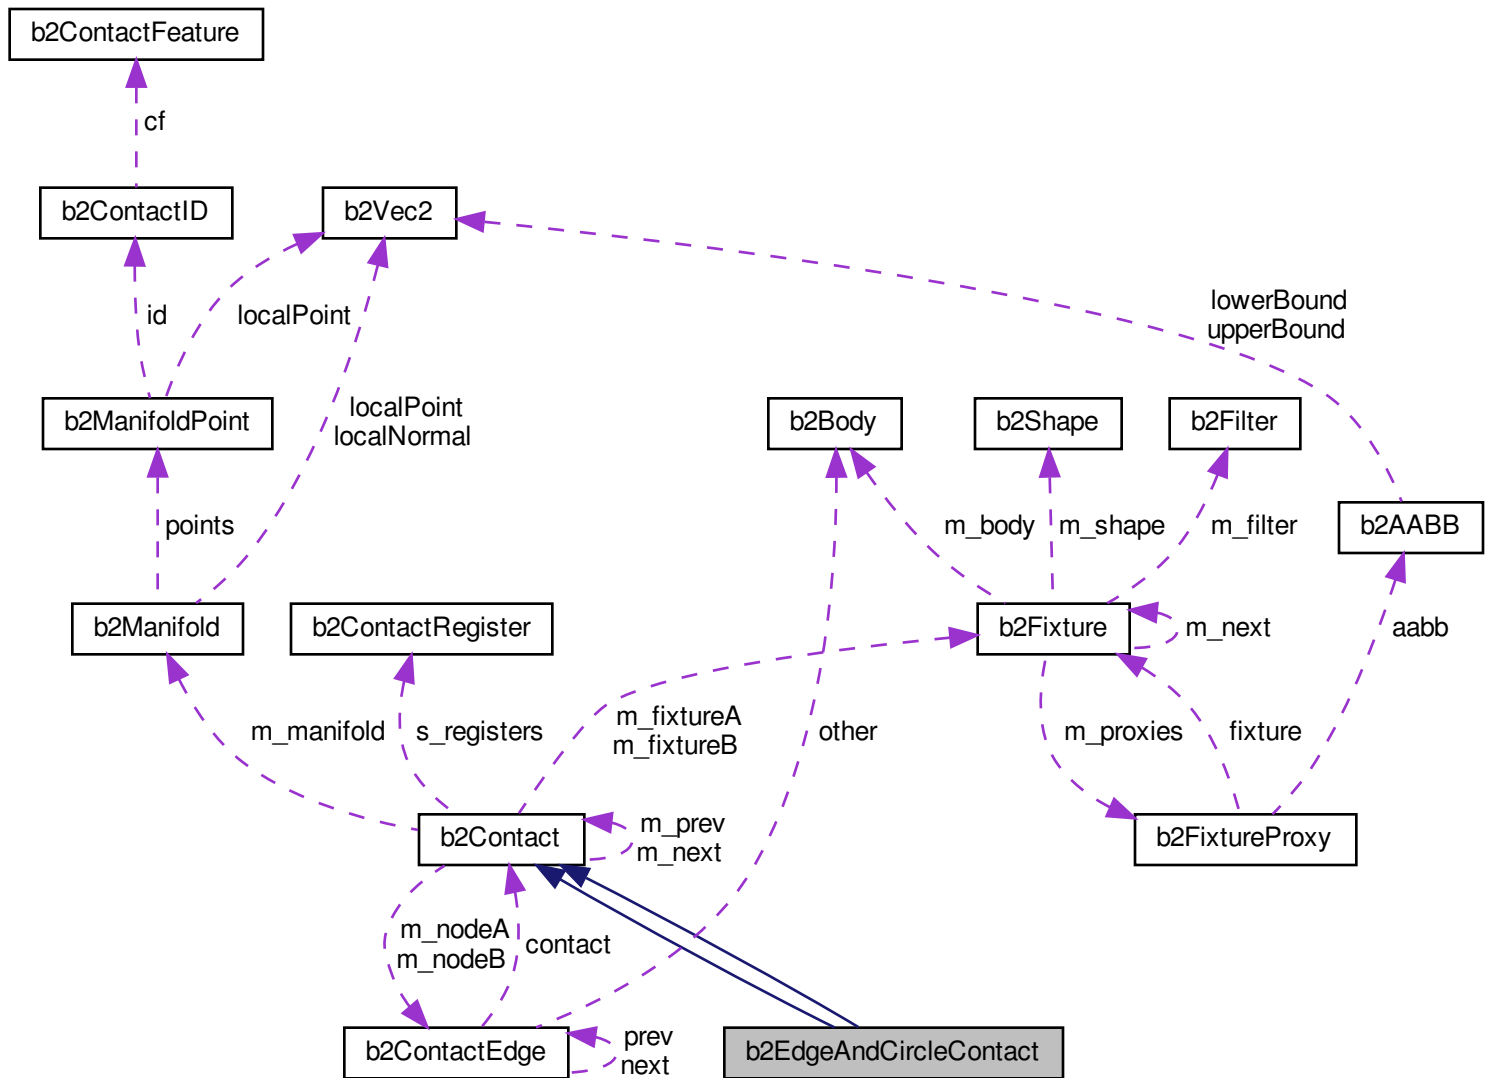 b2ContactFeature
cf
b2ContactID
b2Vec2
id
localPoint
lowerBound
upperBound
b2ManifoldPoint
localPoint
localNormal
b2Body
b2Shape
b2Filter
points
m_body
m_shape
m_filter
b2AABB
b2Manifold
b2ContactRegister
b2Fixture
m_next
aabb
m_manifold
s_registers
m_fixtureA
m_fixtureB
other
m_proxies
fixture
b2Contact
m_prev
m_next
b2FixtureProxy
m_nodeA
m_nodeB
contact
b2ContactEdge
prev
next
b2EdgeAndCircleContact